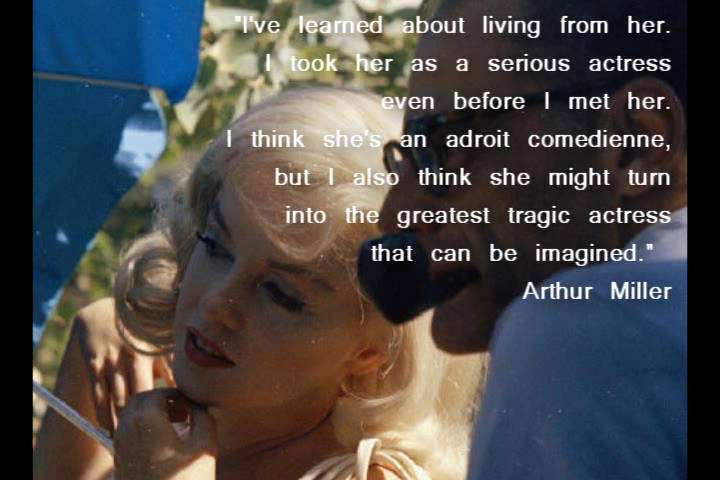 "I've learned about living from her.
I took her as a serious actress
even before I met her.
I think she's an adroit comedienne,
but I also think she might turn
into the greatest tragic actress
that can be imagined."
Arthur Miller